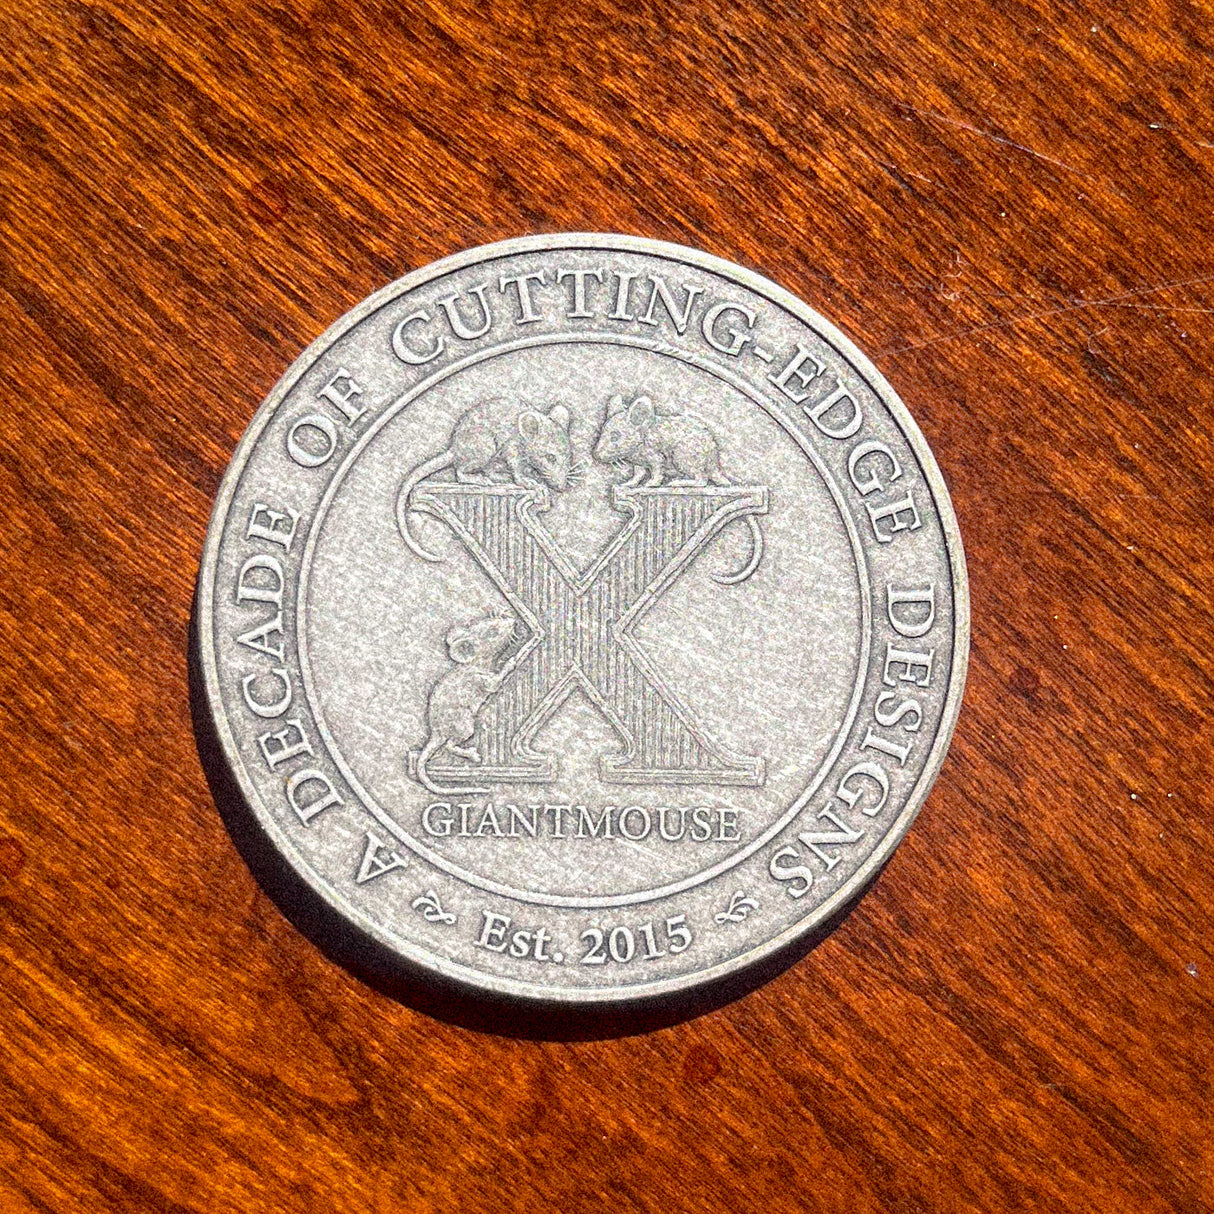 A DECADE OF CUTTING-EDGE DESIGNS
X
GIANTMOUSE
Est. 2015